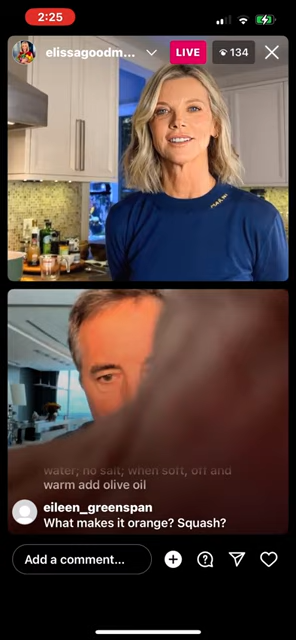 2:25
elissagoodm...
LIVE
134
water; no salt; when soft, off and
warm add olive oil
eileen_greenspan
What makes it orange? Squash?
Add a comment...